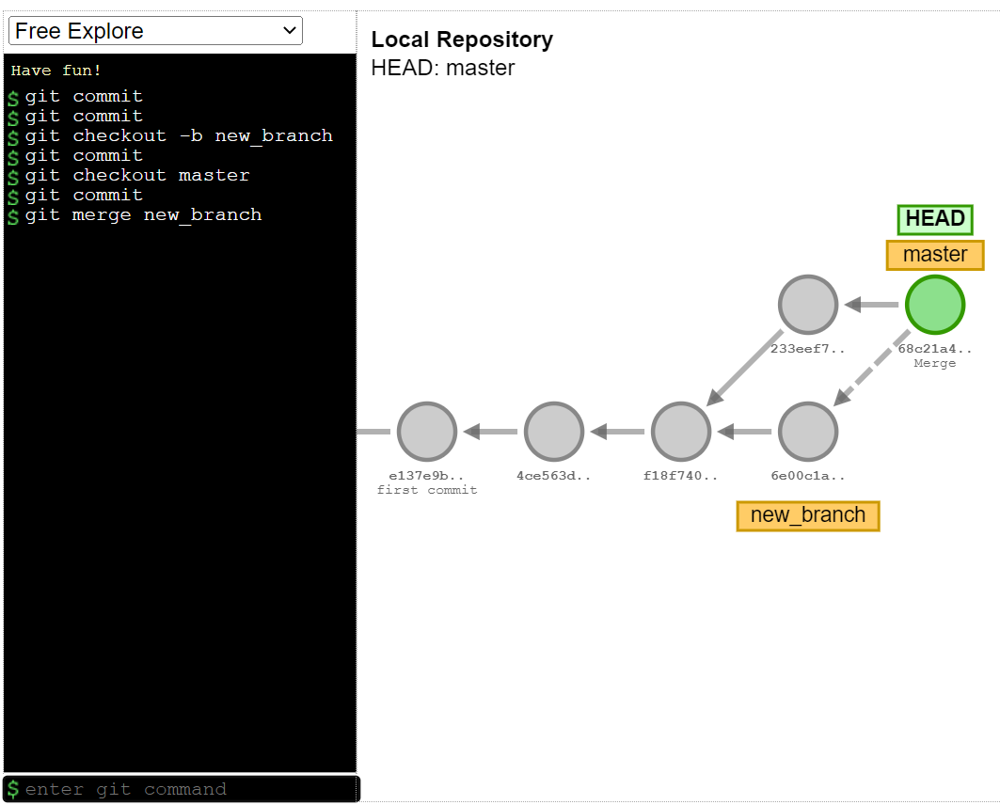 Free Explore
Have fun!
$ git commit
$ git commit
$ git checkout -b new_branch
$ git commit
$ git checkout master
$ git commit
$ git merge new_branch
$ enter git command
Local Repository
HEAD: master
HEAD
master
233eef7..
68c21a4..
Merge
e137e9b..
first commit
4ce563d..
f18f740..
6e00c1a..
new_branch